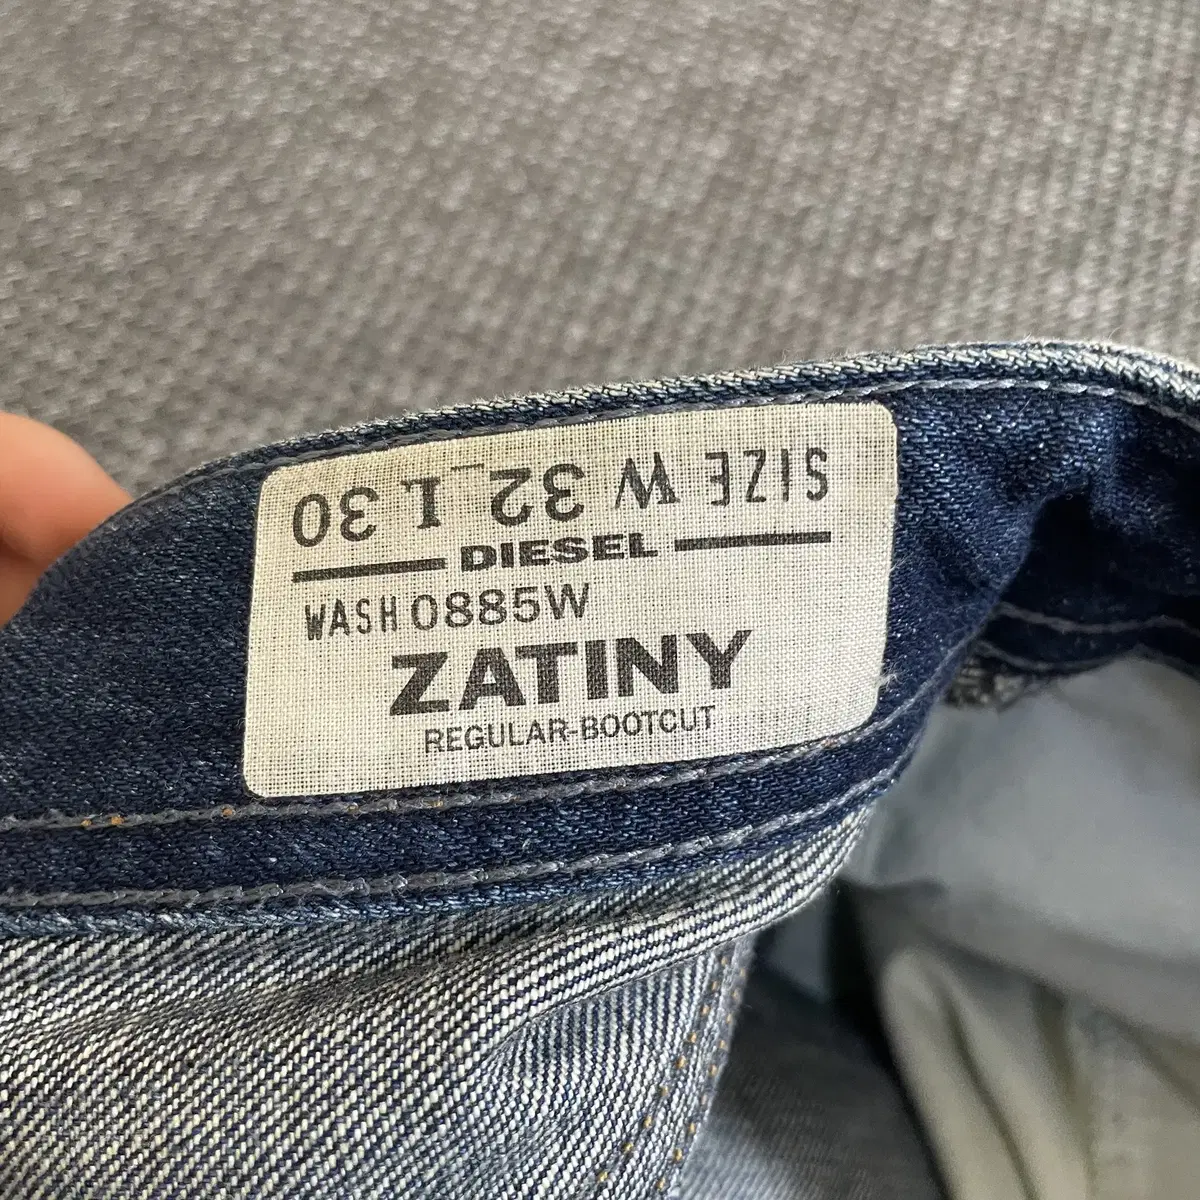 SIZE W 32 L 30
DIESEL
WASH 0885W
ZATINY
REGULAR-BOOTCUT